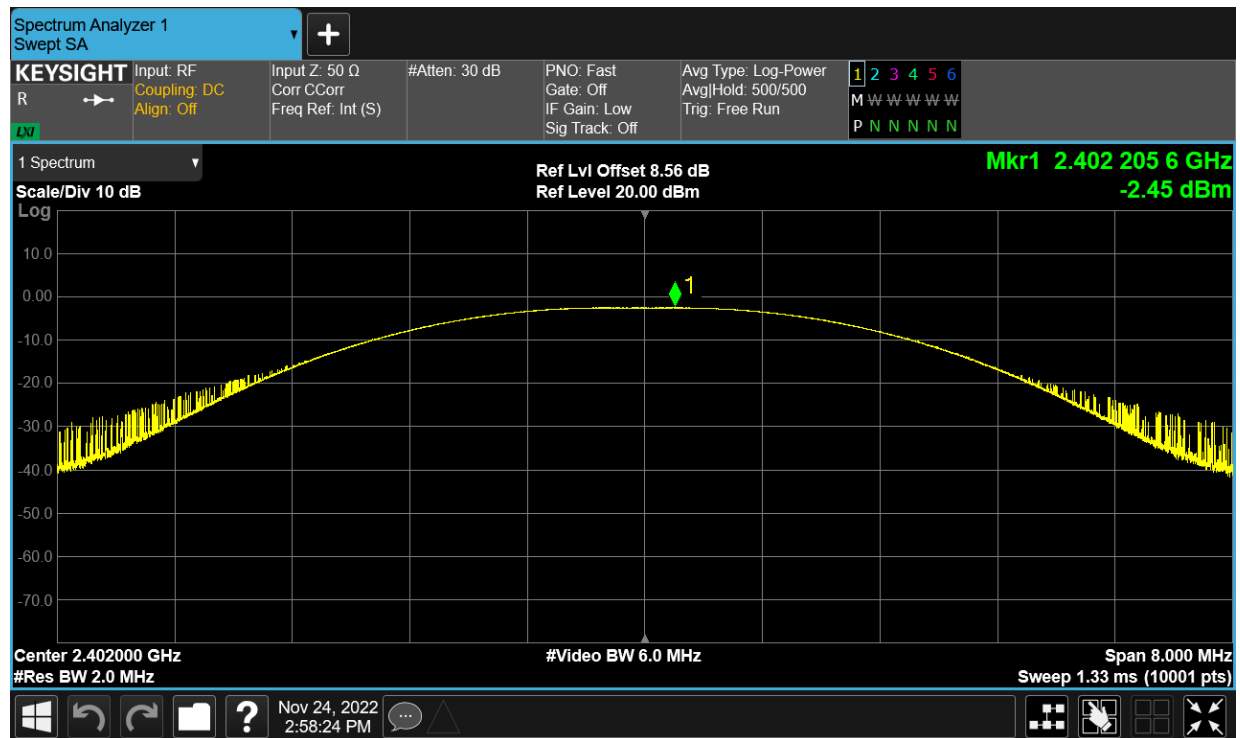 Spectrum Analyzer 1
Swept SA
KEYSIGHT
R
LXI
Input: RF
Coupling: DC
Align: Off
Input Z: 50 Ω
Corr CCorr
Freq Ref: Int (S)
#Atten: 30 dB
PNO: Fast
Gate: Off
IF Gain: Low
Sig Track: Off
Avg Type: Log-Power
Avg|Hold: 500/500
Trig: Free Run
1 2 3 4 5 6
M W W W W W
P N N N N N
1 Spectrum
Scale/Div 10 dB
Ref Lvl Offset 8.56 dB
Ref Level 20.00 dBm
Mkr1 2.402 205 6 GHz
-2.45 dBm
Log
10.0
0.00
-10.0
-20.0
-30.0
-40.0
-50.0
-60.0
-70.0
1
Center 2.402000 GHz
#Res BW 2.0 MHz
#Video BW 6.0 MHz
Span 8.000 MHz
Sweep 1.33 ms (10001 pts)
?
Nov 24, 2022
2:58:24 PM